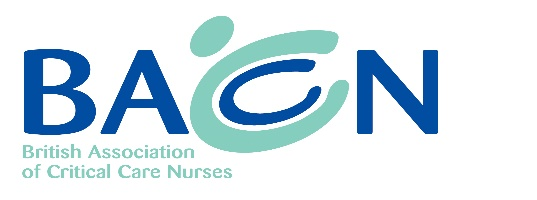 BACCN
British Association
of Critical Care Nurses